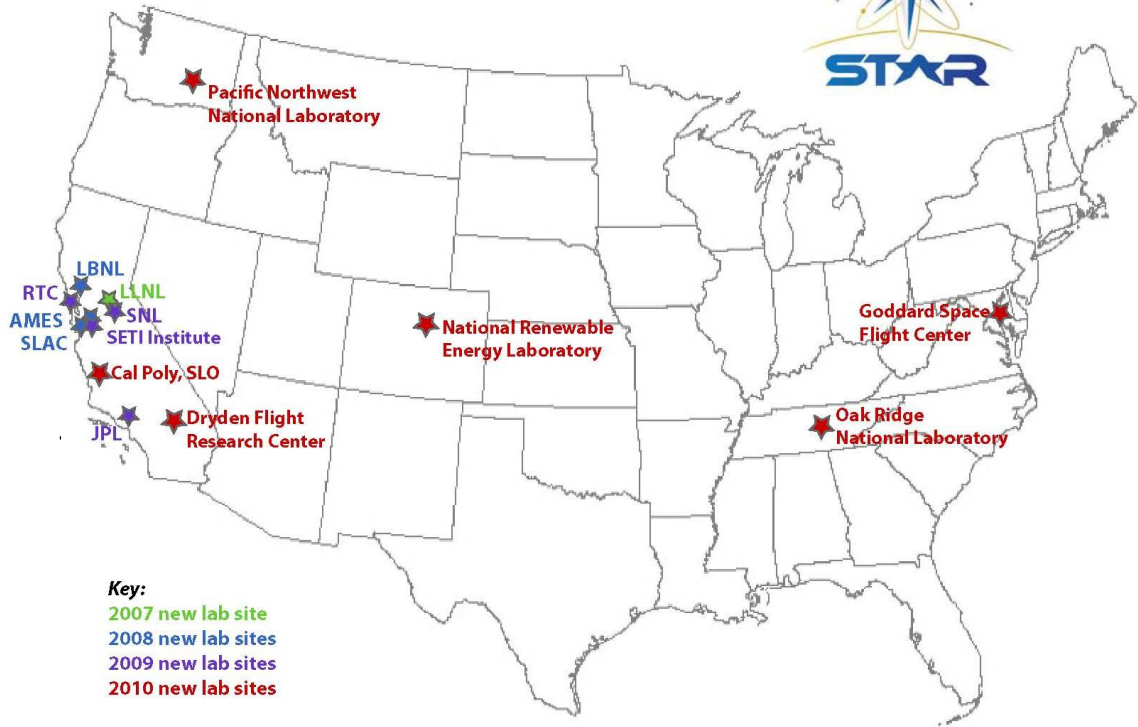 STAR
Pacific Northwest
National Laboratory
LBNL
RTC
LLNL
AMES
SNL
SLAC
SETI Institute
National Renewable
Energy Laboratory
Goddard Space
Flight Center
Cal Poly, SLO
JPL
Dryden Flight
Research Center
Oak Ridge
National Laboratory
Key:
2007 new lab site
2008 new lab sites
2009 new lab sites
2010 new lab sites